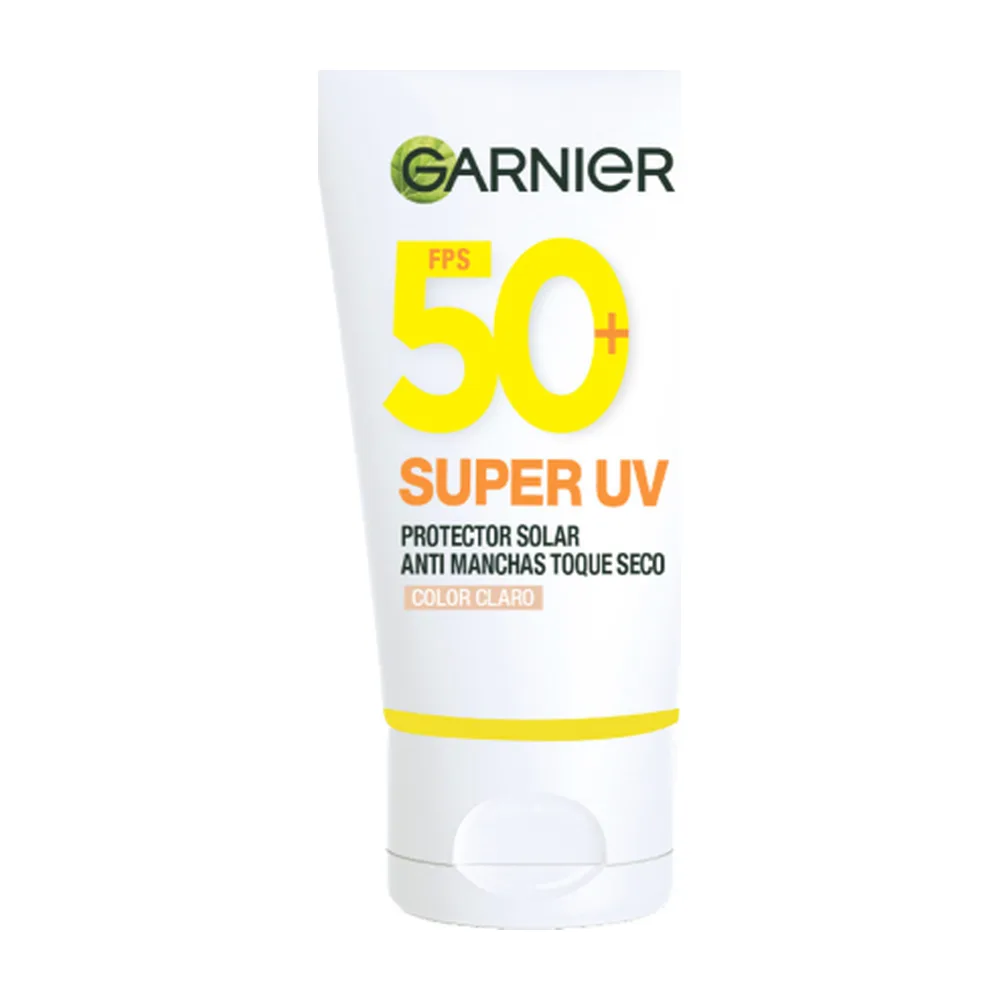 GARNIER
FPS
50+
SUPER UV
PROTECTOR SOLAR
ANTI MANCHAS TOQUE SECO
COLOR CLARO